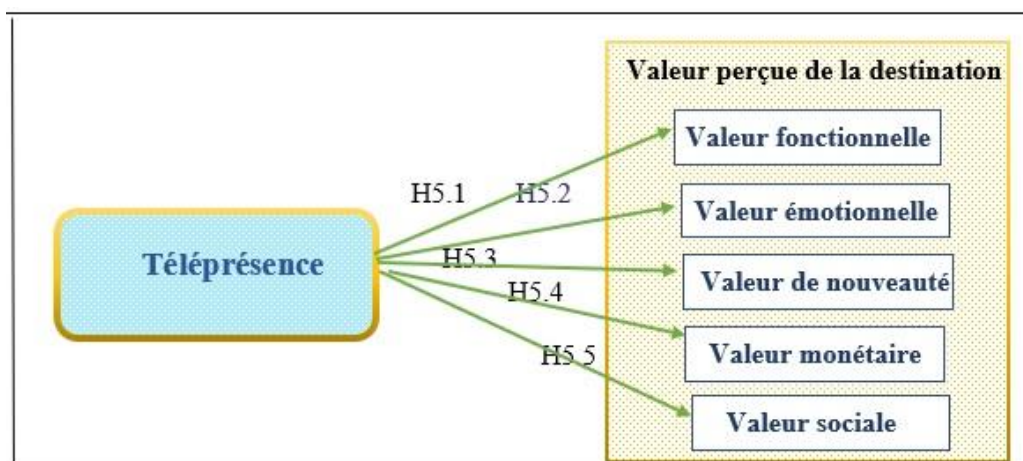 Valeur perçue de la destination
Valeur fonctionnelle
H5.1
H5.2
Valeur émotionnelle
Téléprésence
H5.3
Valeur de nouveauté
H5.4
Valeur monétaire
H5.5
Valeur sociale